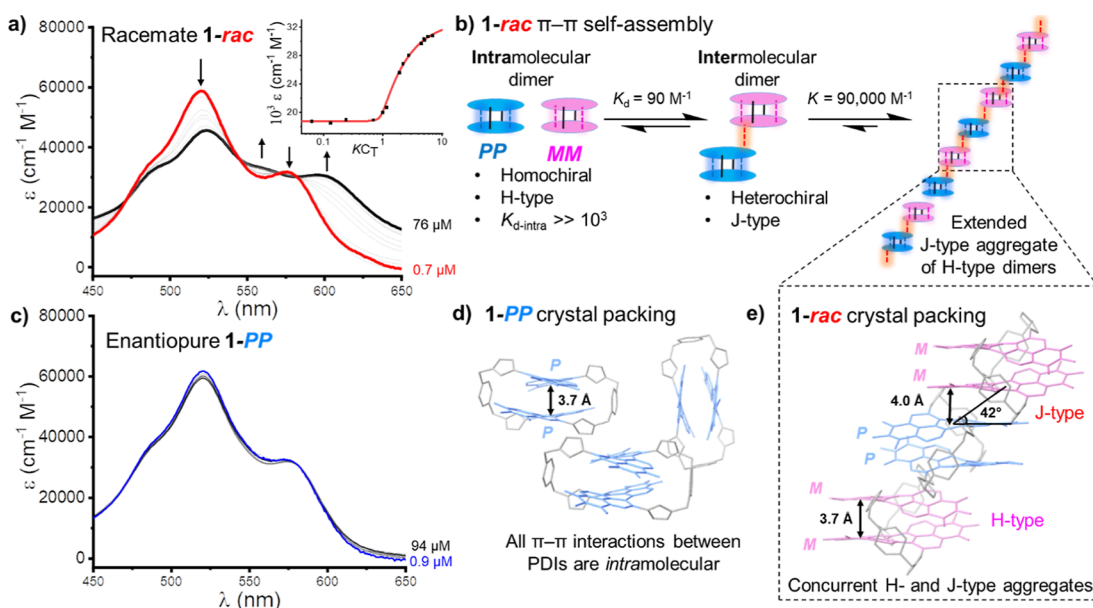 a)
Racemate 1-rac
80000
60000
40000
20000
0
ε (cm⁻¹ M⁻¹)
450
500
550
600
650
λ (nm)
76 μM
0.7 μM
32
28
24
20
10³ ε (cm⁻¹ M⁻¹)
0.1
1
10
KC_T
b) 1-rac π–π self-assembly
Intramolecular
dimer
PP
MM
• Homochiral
• H-type
• K_d-intra >> 10³
K_d = 90 M⁻¹
Intermolecular
dimer
• Heterochiral
• J-type
K = 90,000 M⁻¹
Extended
J-type aggregate
of H-type dimers
c)
Enantiopure 1-PP
80000
60000
40000
20000
0
ε (cm⁻¹ M⁻¹)
450
500
550
600
650
λ (nm)
94 μM
0.9 μM
d) 1-PP crystal packing
P
3.7 Å
P
All π–π interactions between
PDIs are intramolecular
e) 1-rac crystal packing
M
M
4.0 Å
42°
J-type
P
P
M
3.7 Å
H-type
M
Concurrent H- and J-type aggregates